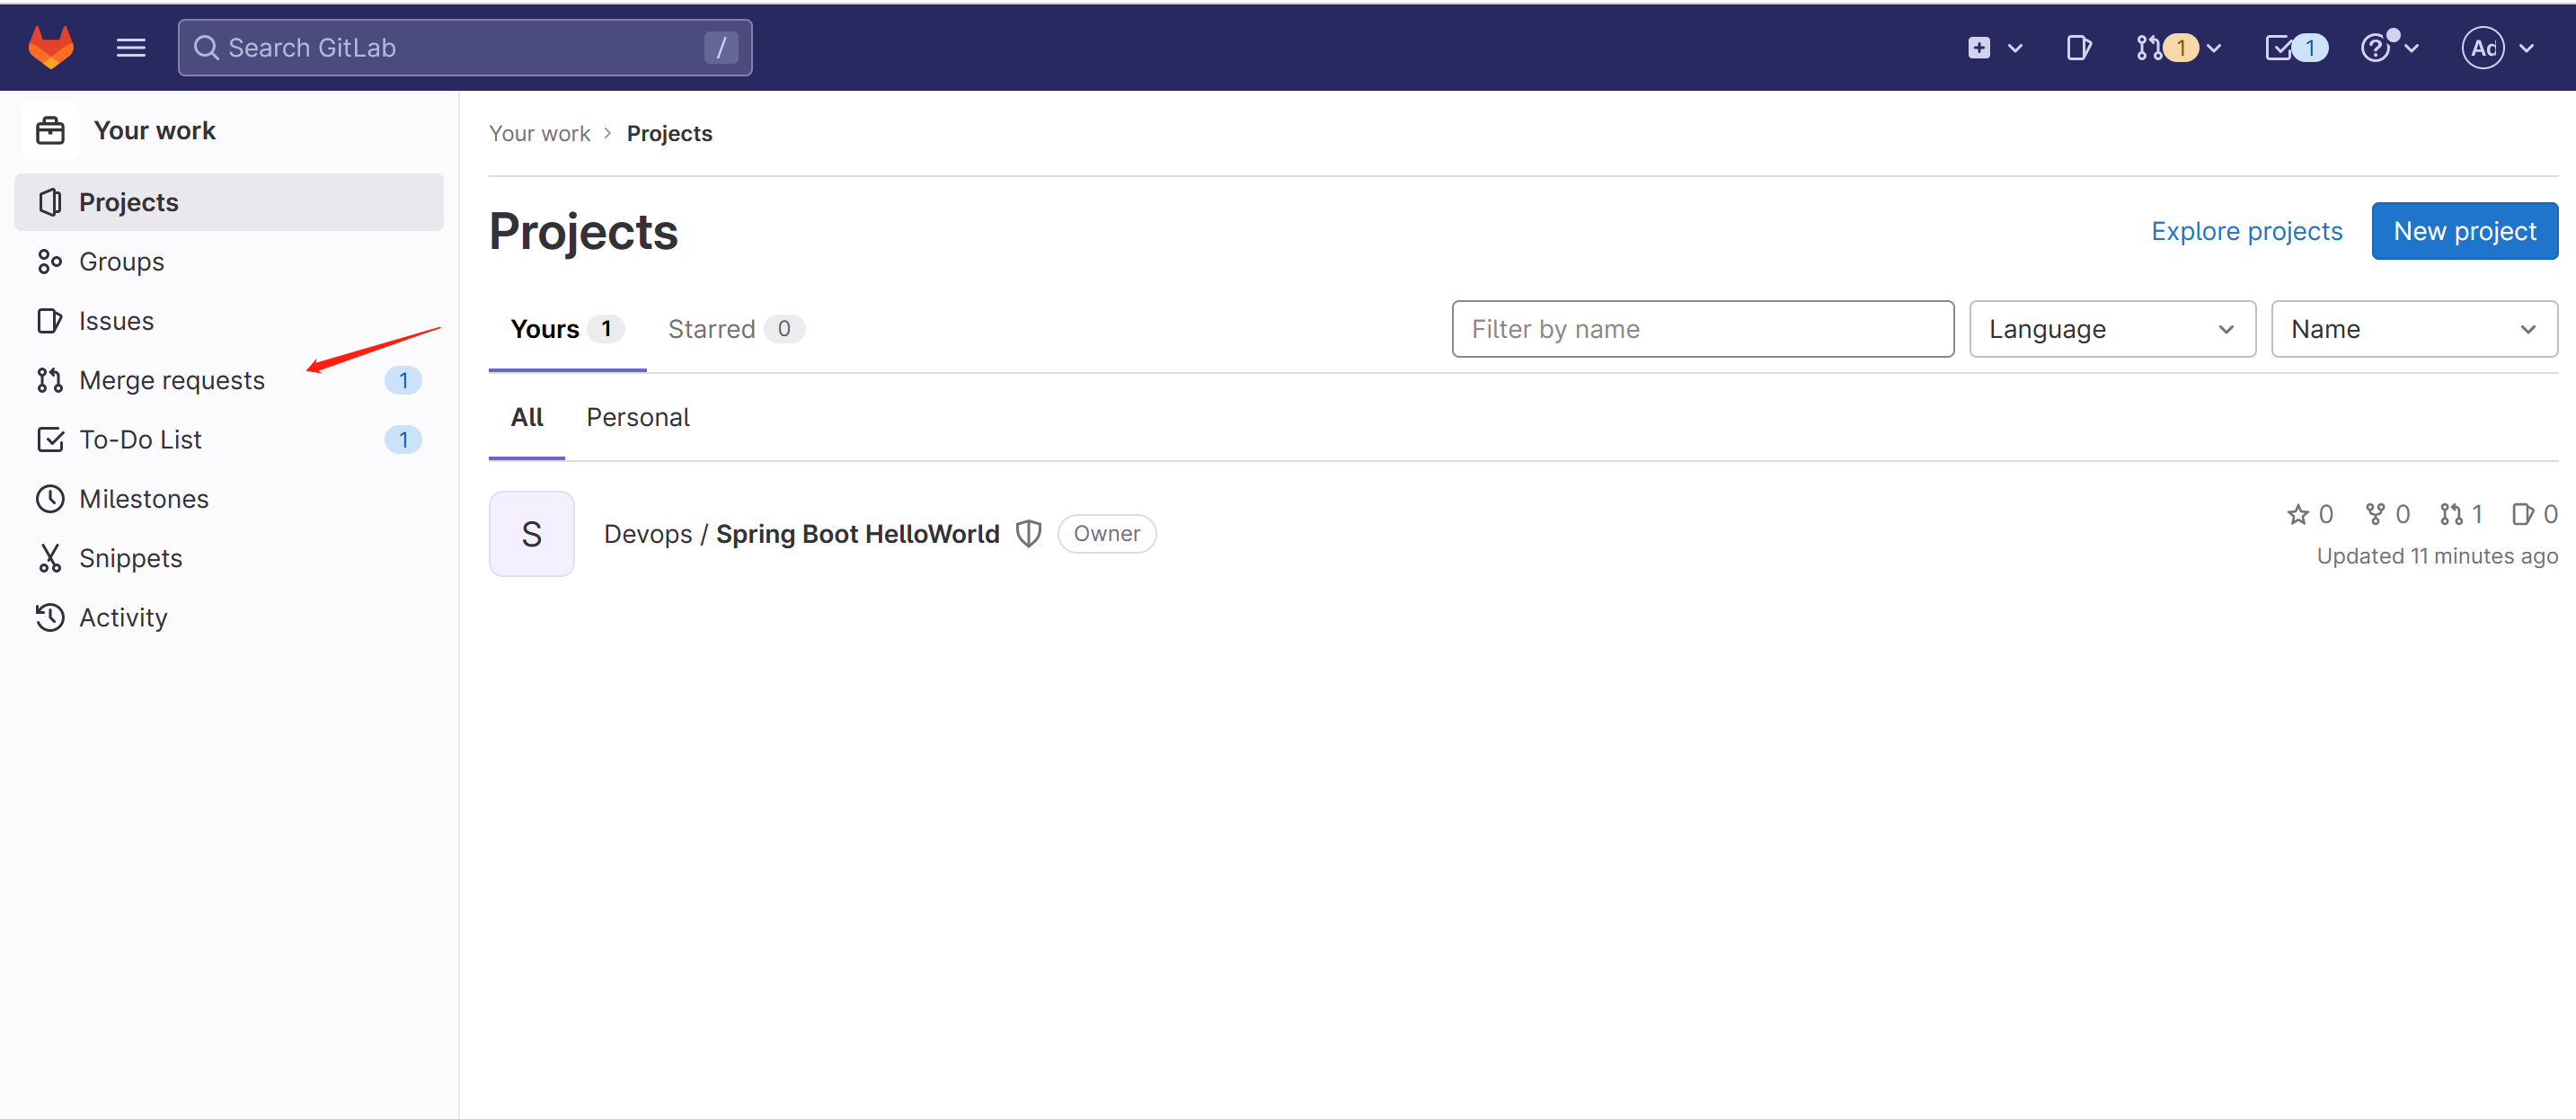 Search GitLab /
1
1
Ad
Your work
Projects
Groups
Issues
Merge requests 1
To-Do List 1
Milestones
Snippets
Activity
Your work > Projects
Projects
Explore projects
New project
Yours 1
Starred 0
Filter by name
Language
Name
All
Personal
S
Devops / Spring Boot HelloWorld
Owner
0 0 1 0
Updated 11 minutes ago